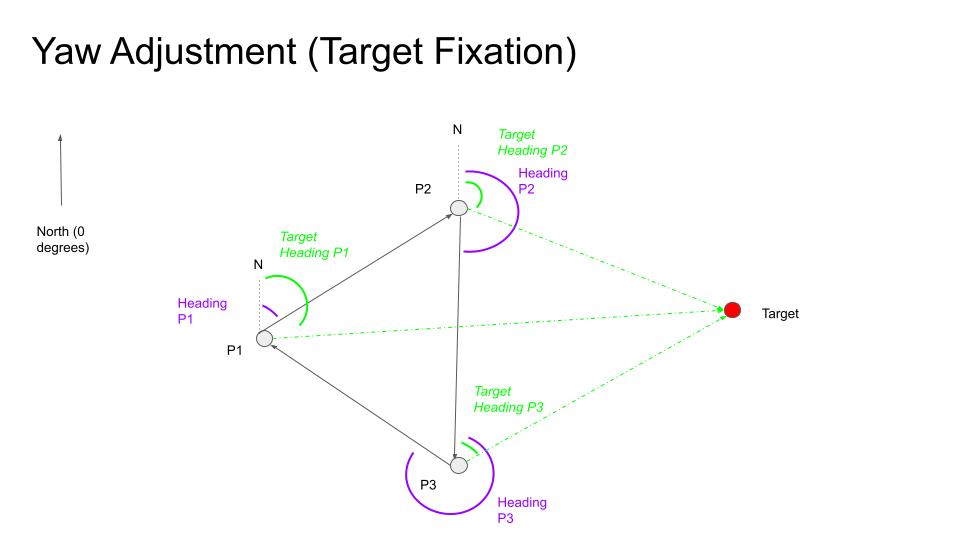 Yaw Adjustment (Target Fixation)
N
Target
Heading P2
Heading
P2
P2
North (0
degrees)
Target
Heading P1
N
Heading
P1
Target
P1
Target
Heading P3
P3
Heading
P3